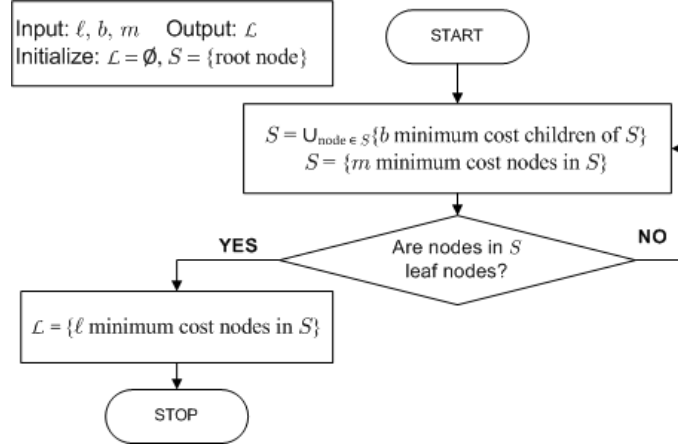 Input: ℓ, b, m Output: ℒ
Initialize: ℒ = Ø, S = {root node}
START
S = ∪node ∈ S{b minimum cost children of S}
S = {m minimum cost nodes in S}
Are nodes in S
leaf nodes?
YES
NO
ℒ = {ℓ minimum cost nodes in S}
STOP